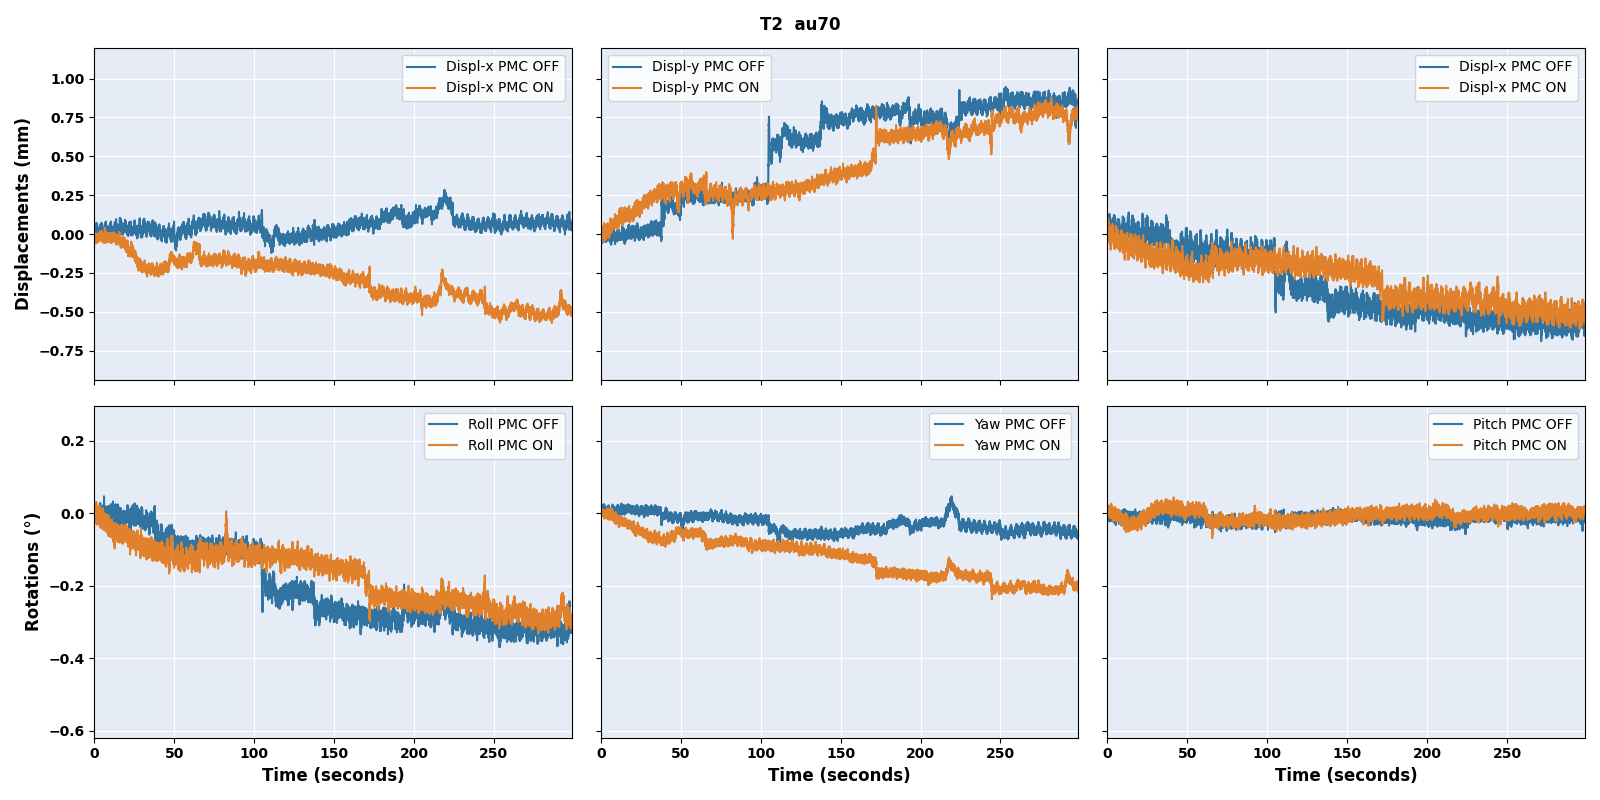 T2 au70
Displ-x PMC OFF
Displ-x PMC ON
Displ-y PMC OFF
Displ-y PMC ON
Displ-x PMC OFF
Displ-x PMC ON
Displacements (mm)
1.00
0.75
0.50
0.25
0.00
−0.25
−0.50
−0.75
Roll PMC OFF
Roll PMC ON
Yaw PMC OFF
Yaw PMC ON
Pitch PMC OFF
Pitch PMC ON
Rotations (°)
0.2
0.0
−0.2
−0.4
−0.6
0 50 100 150 200 250
0 50 100 150 200 250
0 50 100 150 200 250
Time (seconds)
Time (seconds)
Time (seconds)